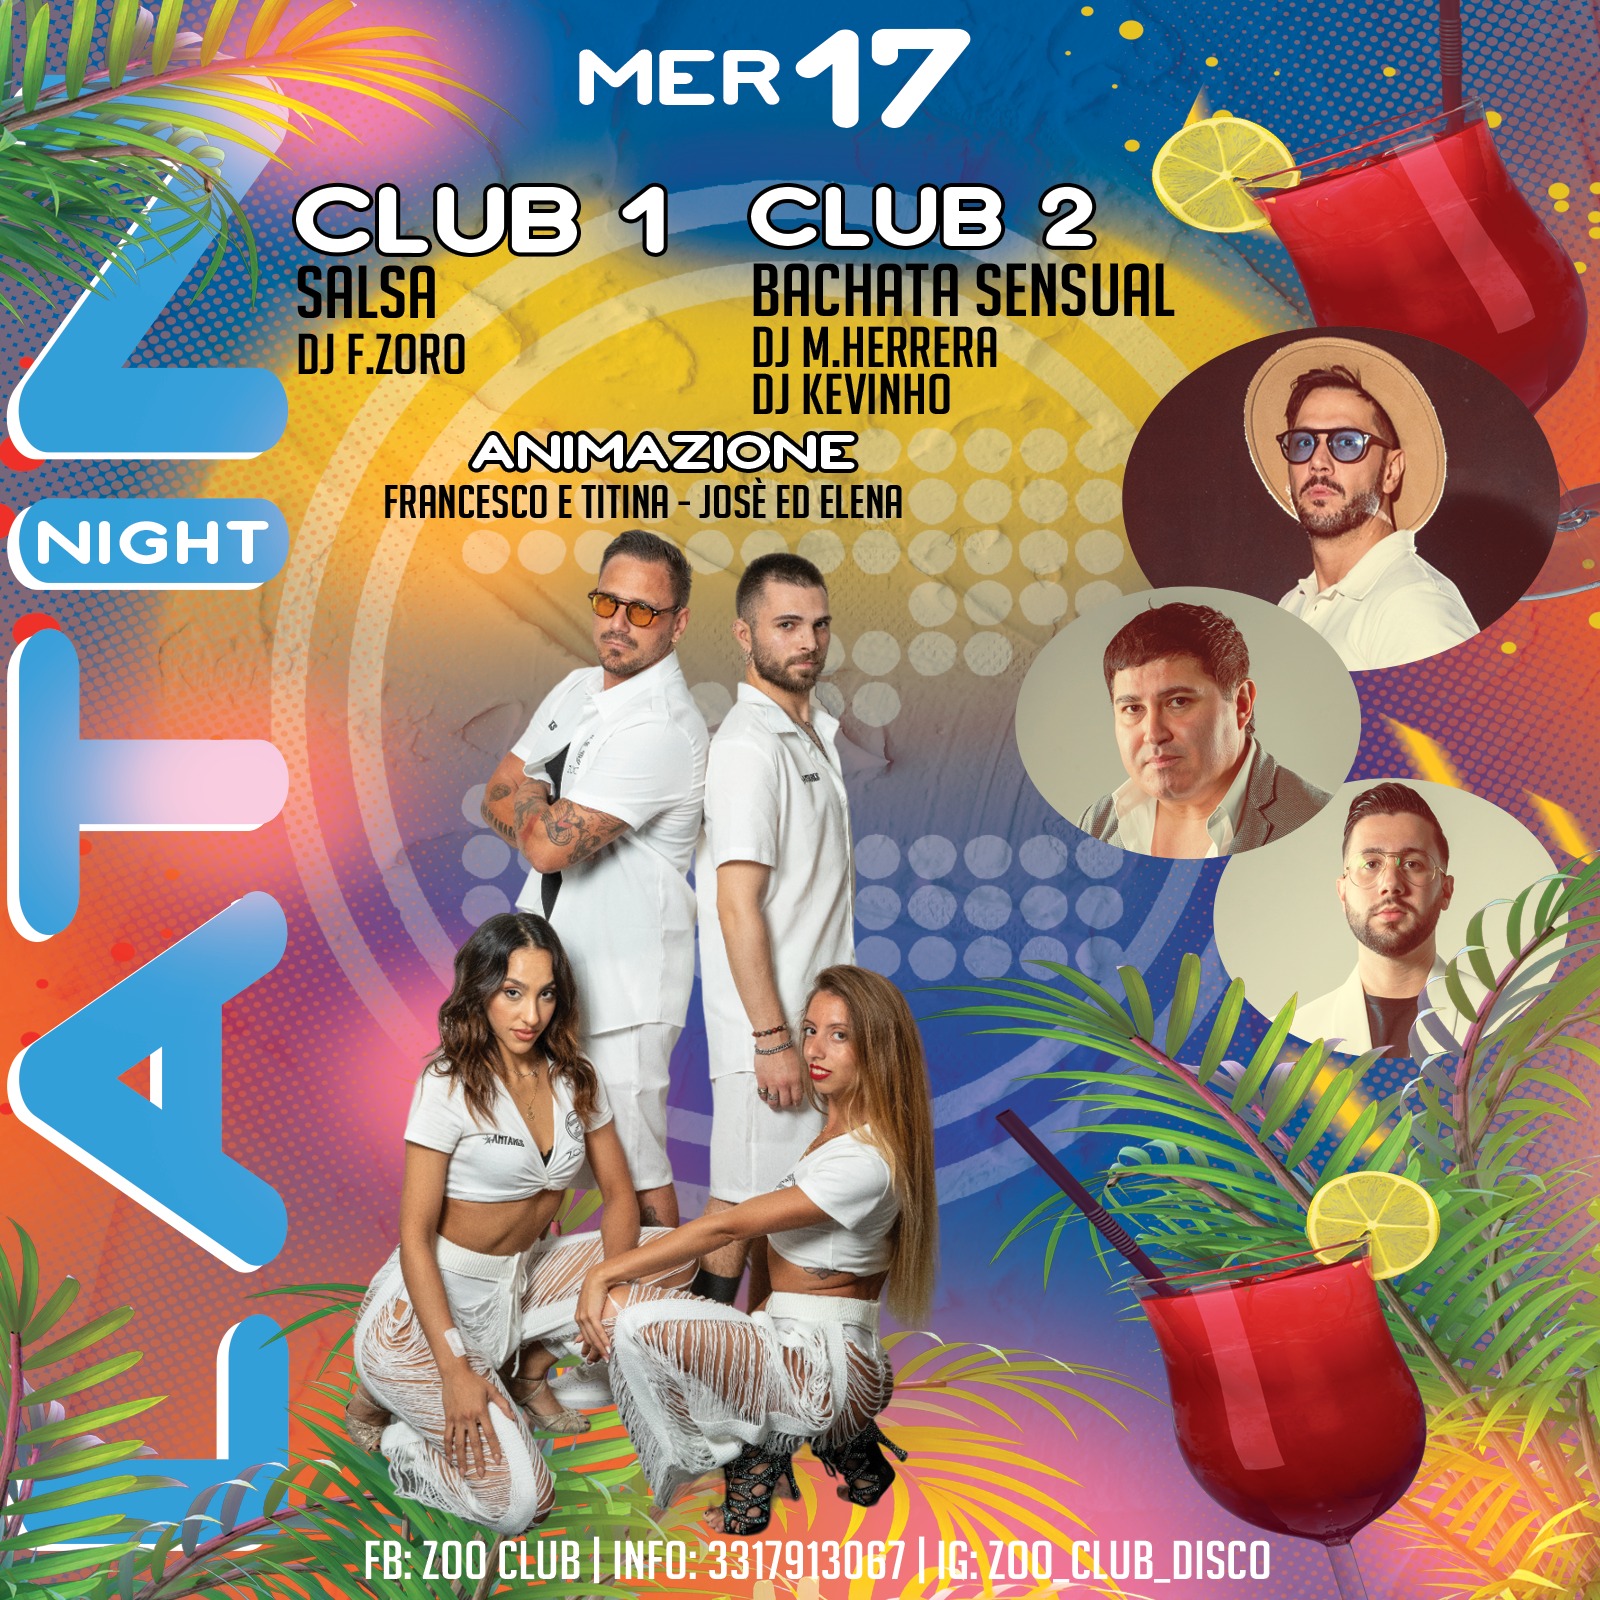 MER 17
CLUB 1
SALSA
DJ F.ZORO
CLUB 2
BACHATA SENSUAL
DJ M.HERRERA
DJ KEVINHO
ANIMAZIONE
FRANCESCO E TITINA - JOSÈ ED ELENA
LATIN
NIGHT
FB: ZOO CLUB | INFO: 3317913067 | IG: ZOO_CLUB_DISCO